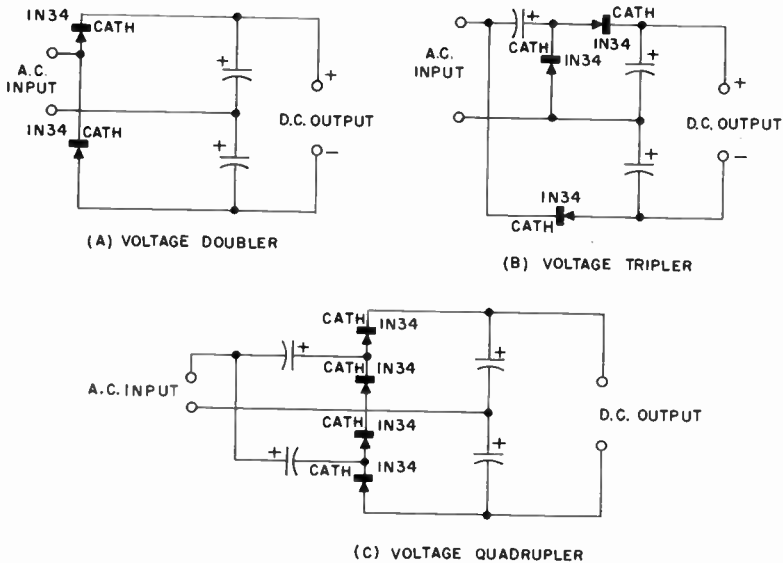 IN34
CATH
+
A.C.
INPUT
+
D.C. OUTPUT
IN34
CATH
+
−
(A) VOLTAGE DOUBLER
+
CATH
A.C.
INPUT
CATH
IN34
IN34
+
+
D.C. OUTPUT
+
−
IN34
CATH
(B) VOLTAGE TRIPLER
CATH
IN34
+
+
A.C. INPUT
CATH
IN34
D.C. OUTPUT
CATH
IN34
+
+
CATH
IN34
(C) VOLTAGE QUADRUPLER